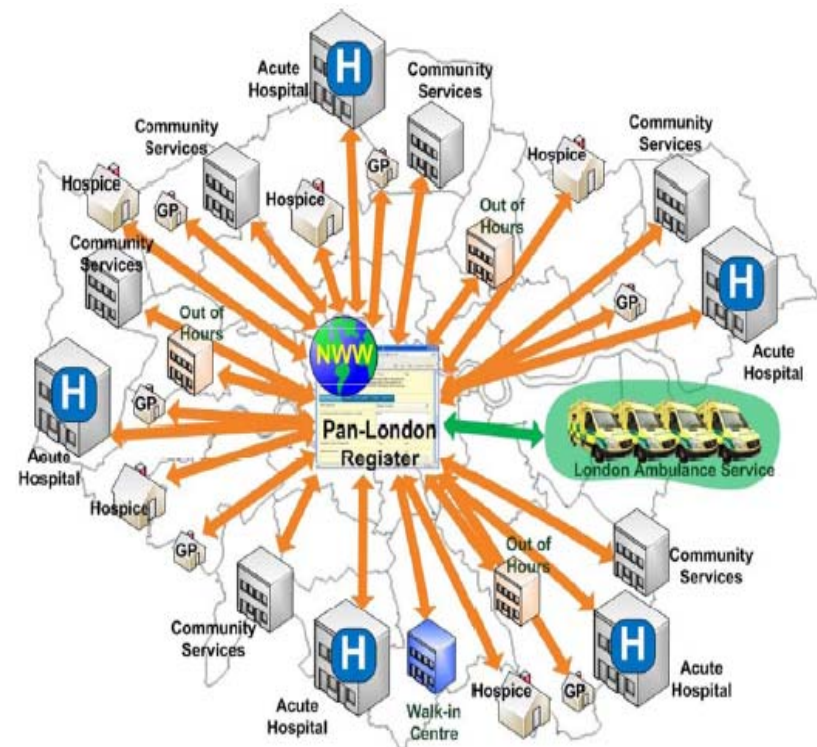 Acute
Hospital
H
Community
Services
Community
Services
GP
Hospice
Community
Services
Hospice
GP
Hospice
Out of
Hours
Community
Services
H
GP
Out of
Hours
NWW
Acute
Hospital
H
GP
Pan-London
Register
London Ambulance Service
Acute
Hospital
Hospice
GP
Out of
Hours
Community
Services
Community
Services
H
H
Acute
Hospital
Walk-in
Centre
Hospice
GP
Acute
Hospital